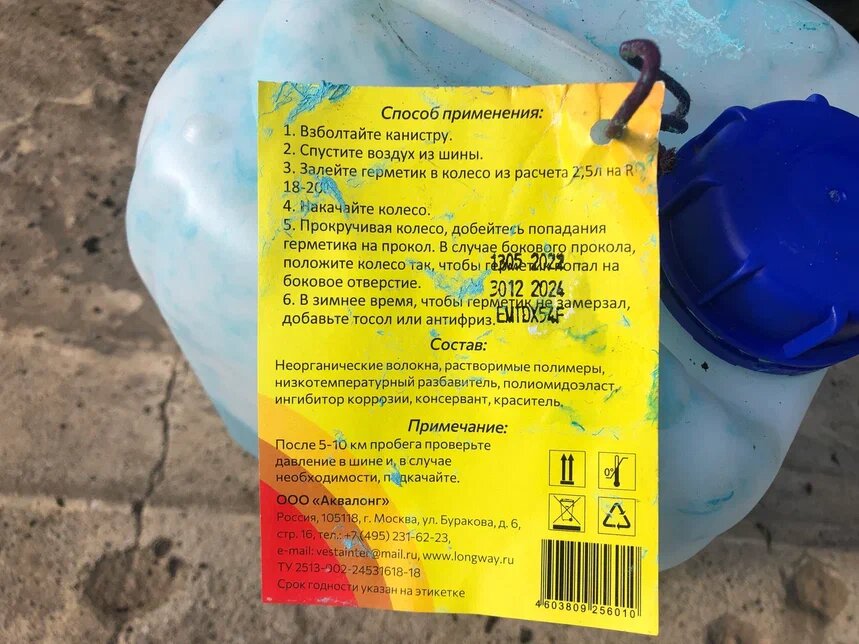 Способ применения:
1. Взболтайте канистру.
2. Спустите воздух из шины.
3. Залейте герметик в колесо из расчета 2,5л на R
18-20.
4. Накачайте колесо.
5. Прокручивая колесо, добейтесь попадания
герметика на прокол. В случае бокового прокола,
положите колесо так, чтобы герметик попал на
боковое отверстие.
6. В зимнее время, чтобы герметик не замерзал,
добавьте тосол или антифриз.
1305 2022
3012 2024
Состав:
Неорганические волокна, растворимые полимеры,
низкотемпературный разбавитель, полиомидоэласт,
ингибитор коррозии, консервант, краситель.
Примечание:
После 5-10 км пробега проверьте
давление в шине и, в случае
необходимости, подкачайте.
ООО «Аквалонг»
Россия, 105118, г. Москва, ул. Буракова, д. 6,
стр. 16, тел.: +7 (495) 231-62-23,
e-mail: vestainter@mail.ru, www.longway.ru
ТУ 2513-002-24531618-18
Срок годности указан на этикетке
0°
4 603809 256010